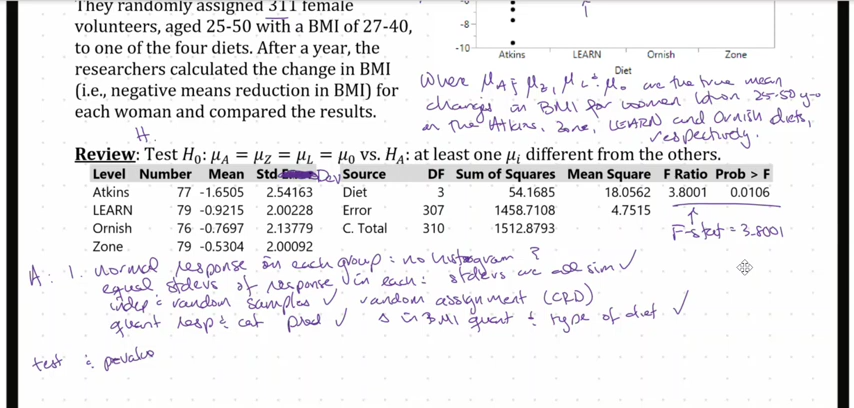 They randomly assigned 311 female
volunteers, aged 25-50 with a BMI of 27-40,
to one of the four diets. After a year, the
researchers calculated the change in BMI
(i.e., negative means reduction in BMI) for
each woman and compared the results.
-8
-10
Atkins LEARN Ornish Zone
Diet
where μA, μZ, μL & μO are the true mean
changes in BMI for women 25-50 y-o
on the Atkins, Zone, LEARN and Ornish diets,
respectively.
H:
Review: Test H₀: μA = μZ = μL = μO vs. HA: at least one μi different from the others.
Level Number Mean Std Dev Source DF Sum of Squares Mean Square F Ratio Prob > F
Atkins 77 -1.6505 2.54163 Diet 3 54.1685 18.0562 3.8001 0.0106
LEARN 79 -0.9215 2.00228 Error 307 1458.7108 4.7515
Ornish 76 -0.7697 2.13779 C. Total 310 1512.8793
Zone 79 -0.5304 2.00092
F-stat = 3.8001
A: 1. normal response in each group: no histogram ?
equal stdevs of response in each: stdevs are all sim ✓
indep: random samples ✓ random assignment (CRD)
quant resp & cat pred ✓ Δ in BMI quant & type of diet ✓
test : pvalue